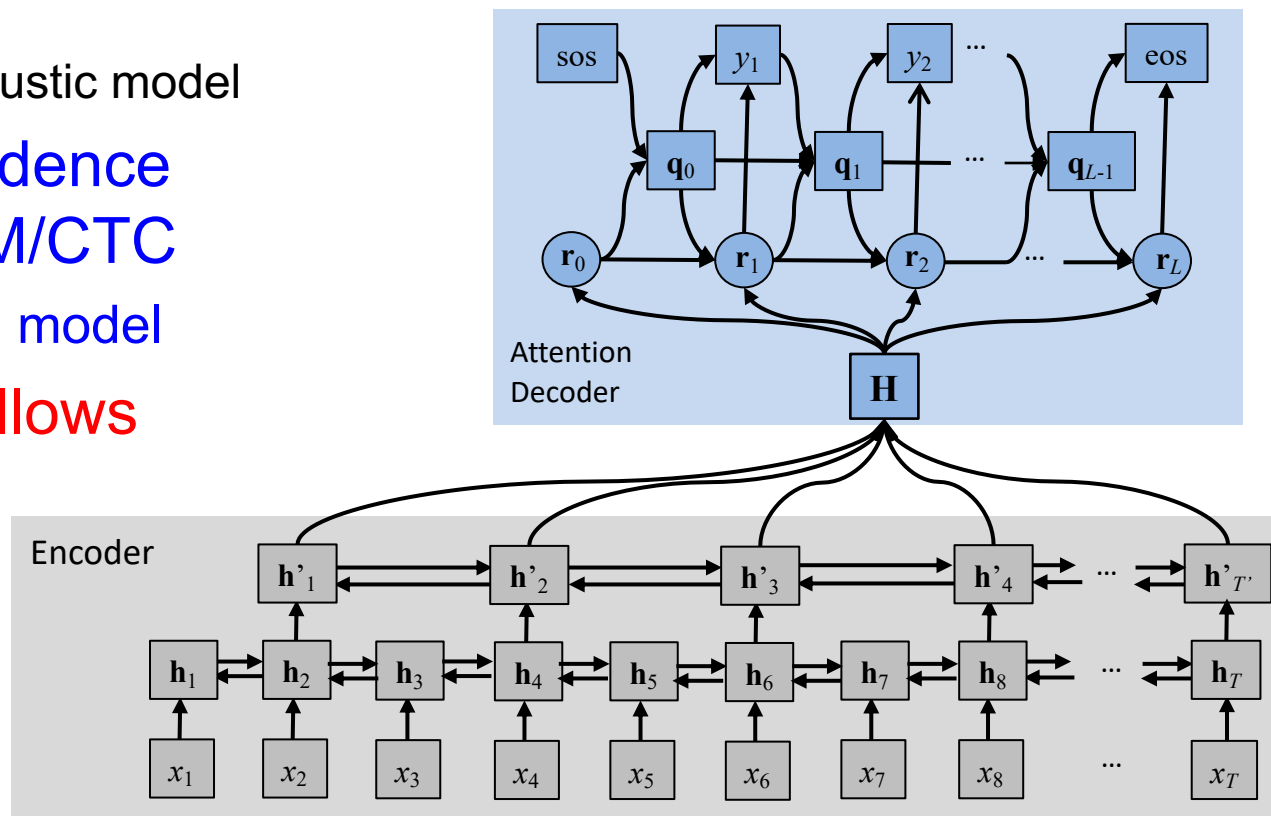 ustic model
dence
M/CTC
model
llows
sos y1 y2 ... eos
q0 q1 ... qL-1
r0 r1 r2 ... rL
Attention
Decoder
H
Encoder
h'1 h'2 h'3 h'4 ... h'T'
h1 h2 h3 h4 h5 h6 h7 h8 ... hT
x1 x2 x3 x4 x5 x6 x7 x8 ... xT